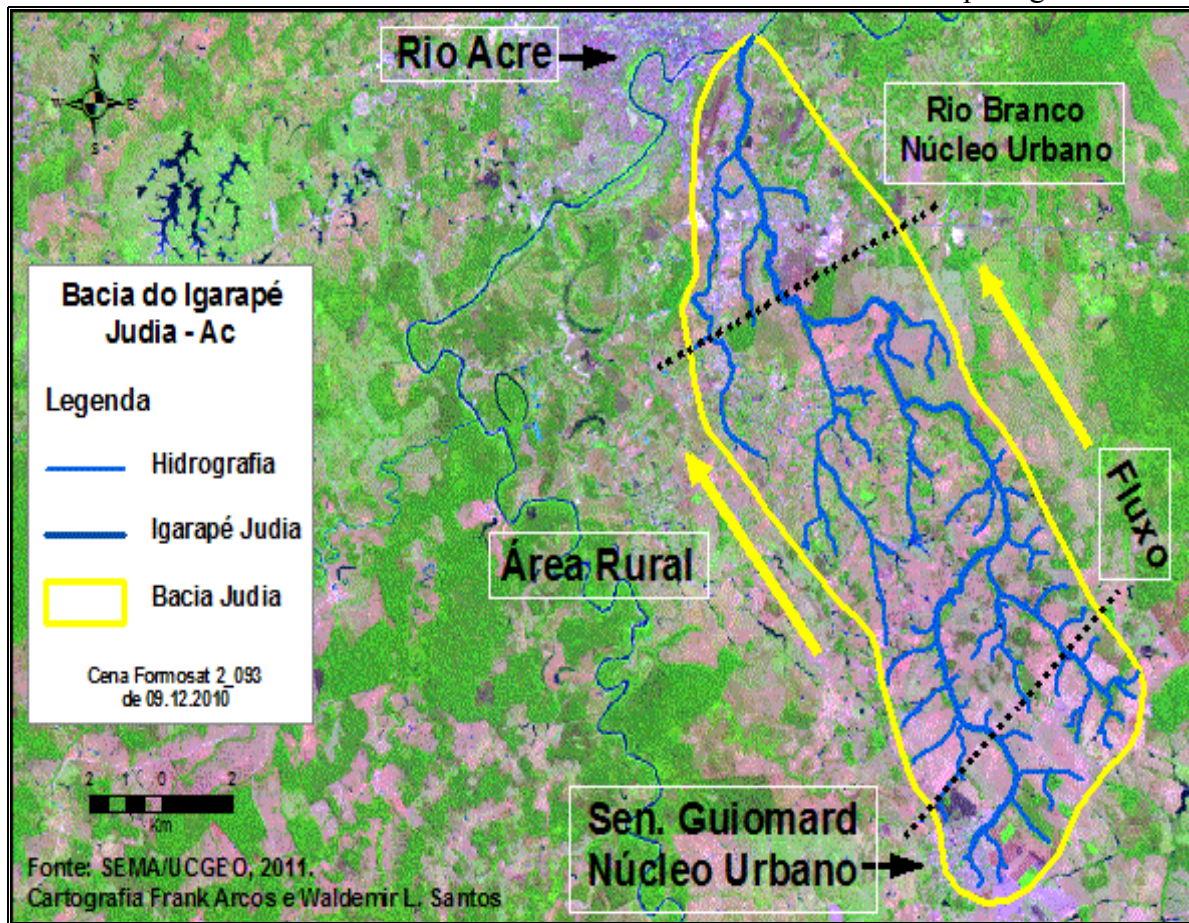 Rio Acre
Rio Branco
Núcleo Urbano
N
S
Bacia do Igarapé
Judia - Ac
Legenda
Hidrografia
Igarapé Judia
Bacia Judia
Cena Formosat 2_093
de 09.12.2010
Fluxo
Área Rural
2 1 0 2
Km
Sen. Guiomard
Núcleo Urbano
Fonte: SEMA/UCGEO, 2011.
Cartografia Frank Arcos e Waldemir L. Santos